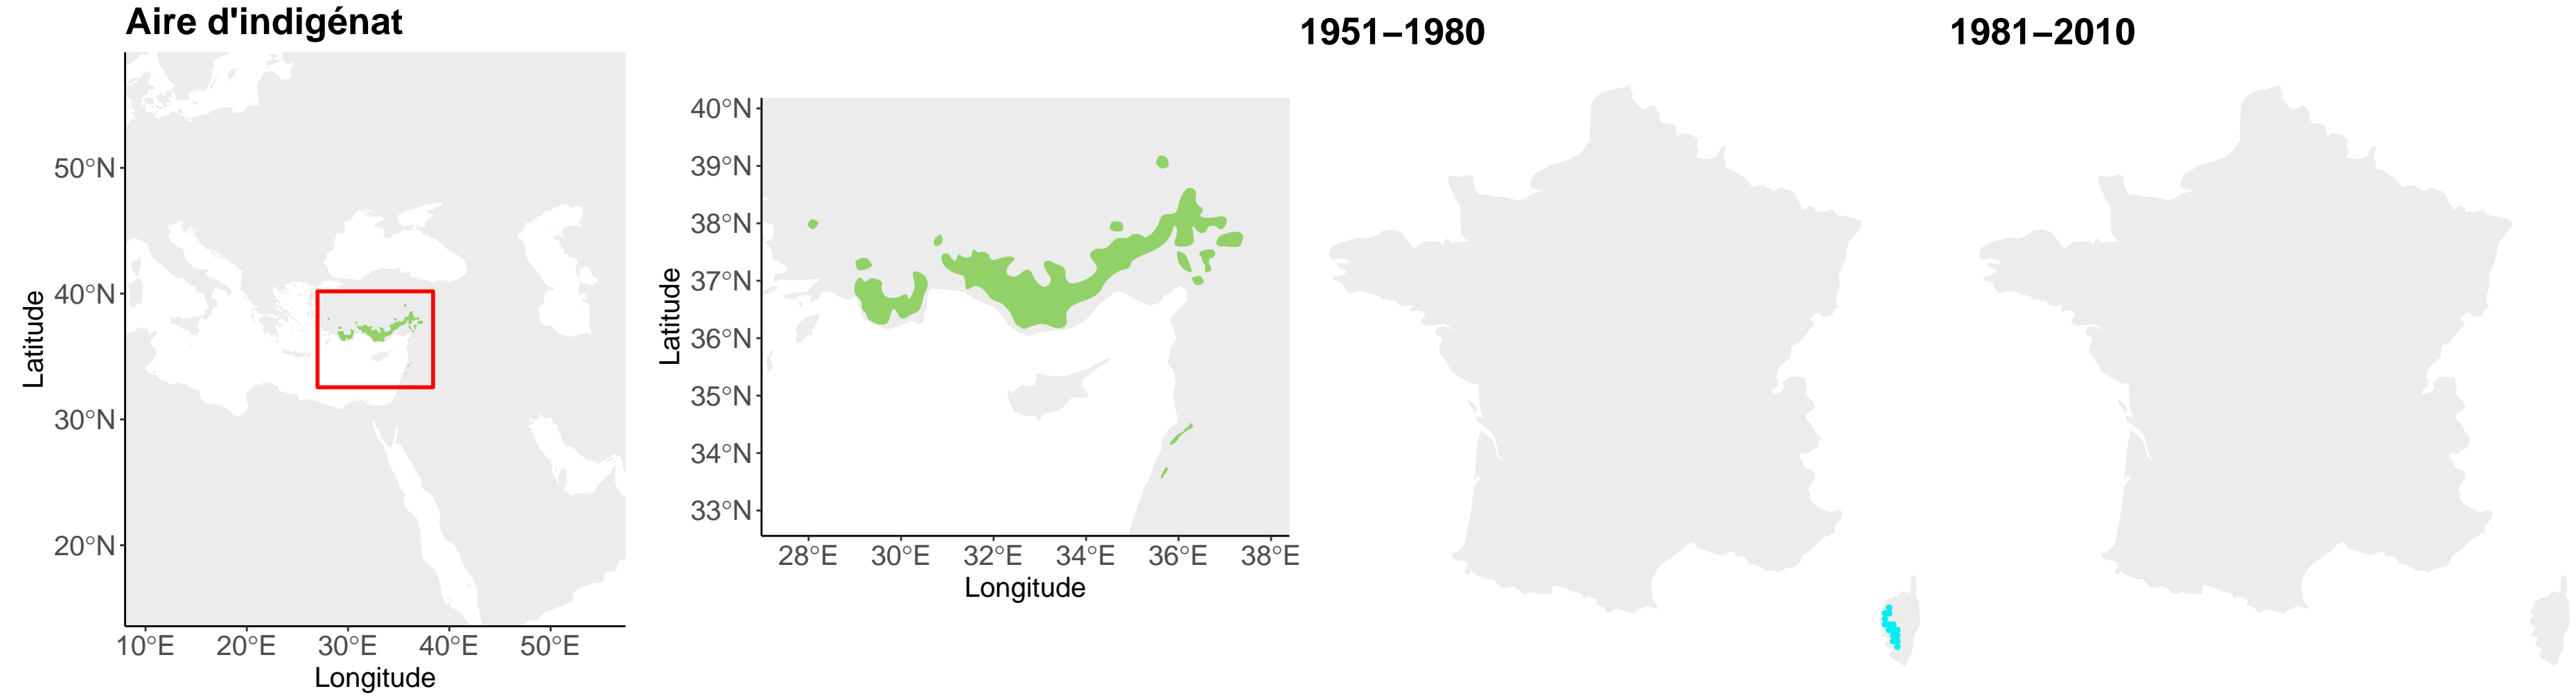 Aire d'indigénat
1951–1980
1981–2010
50°N
40°N
30°N
20°N
Latitude
10°E 20°E 30°E 40°E 50°E
Longitude
40°N
39°N
38°N
37°N
36°N
35°N
34°N
33°N
Latitude
28°E 30°E 32°E 34°E 36°E 38°E
Longitude